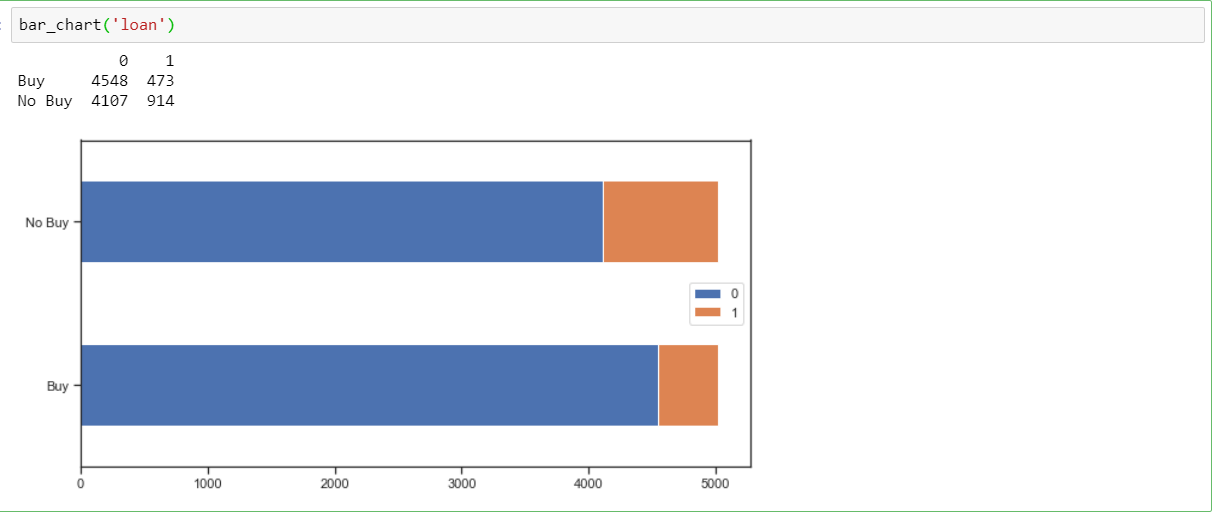 bar_chart('loan')
0 1
Buy 4548 473
No Buy 4107 914
No Buy
0
1
Buy
0 1000 2000 3000 4000 5000